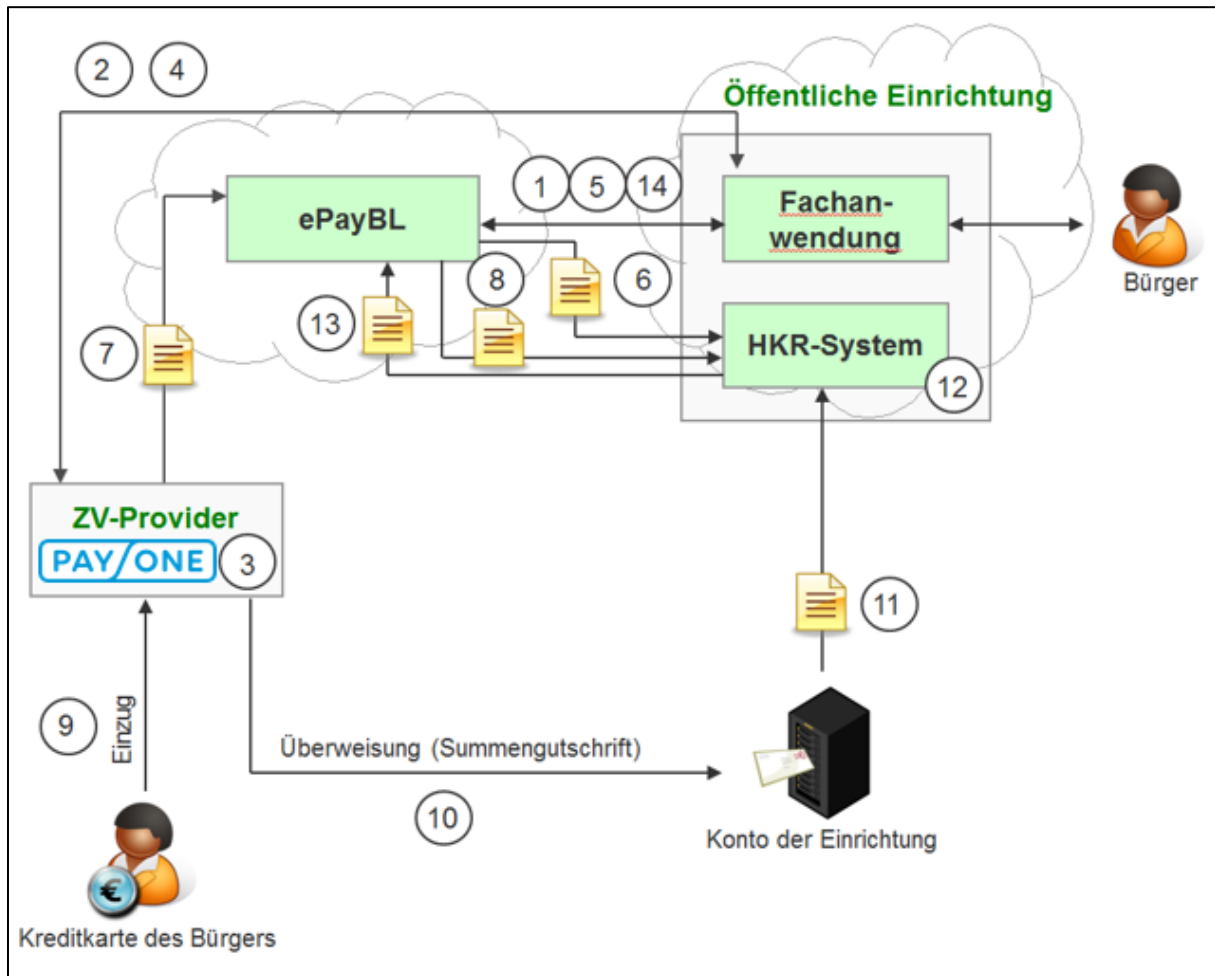 2 4
Öffentliche Einrichtung
ePayBL
1 5 14
Fachan-
wendung
Bürger
8
6
13
7
HKR-System
12
ZV-Provider
PAY/ONE
3
11
9
Einzug
Überweisung (Summengutschrift)
10
Konto der Einrichtung
Kreditkarte des Bürgers